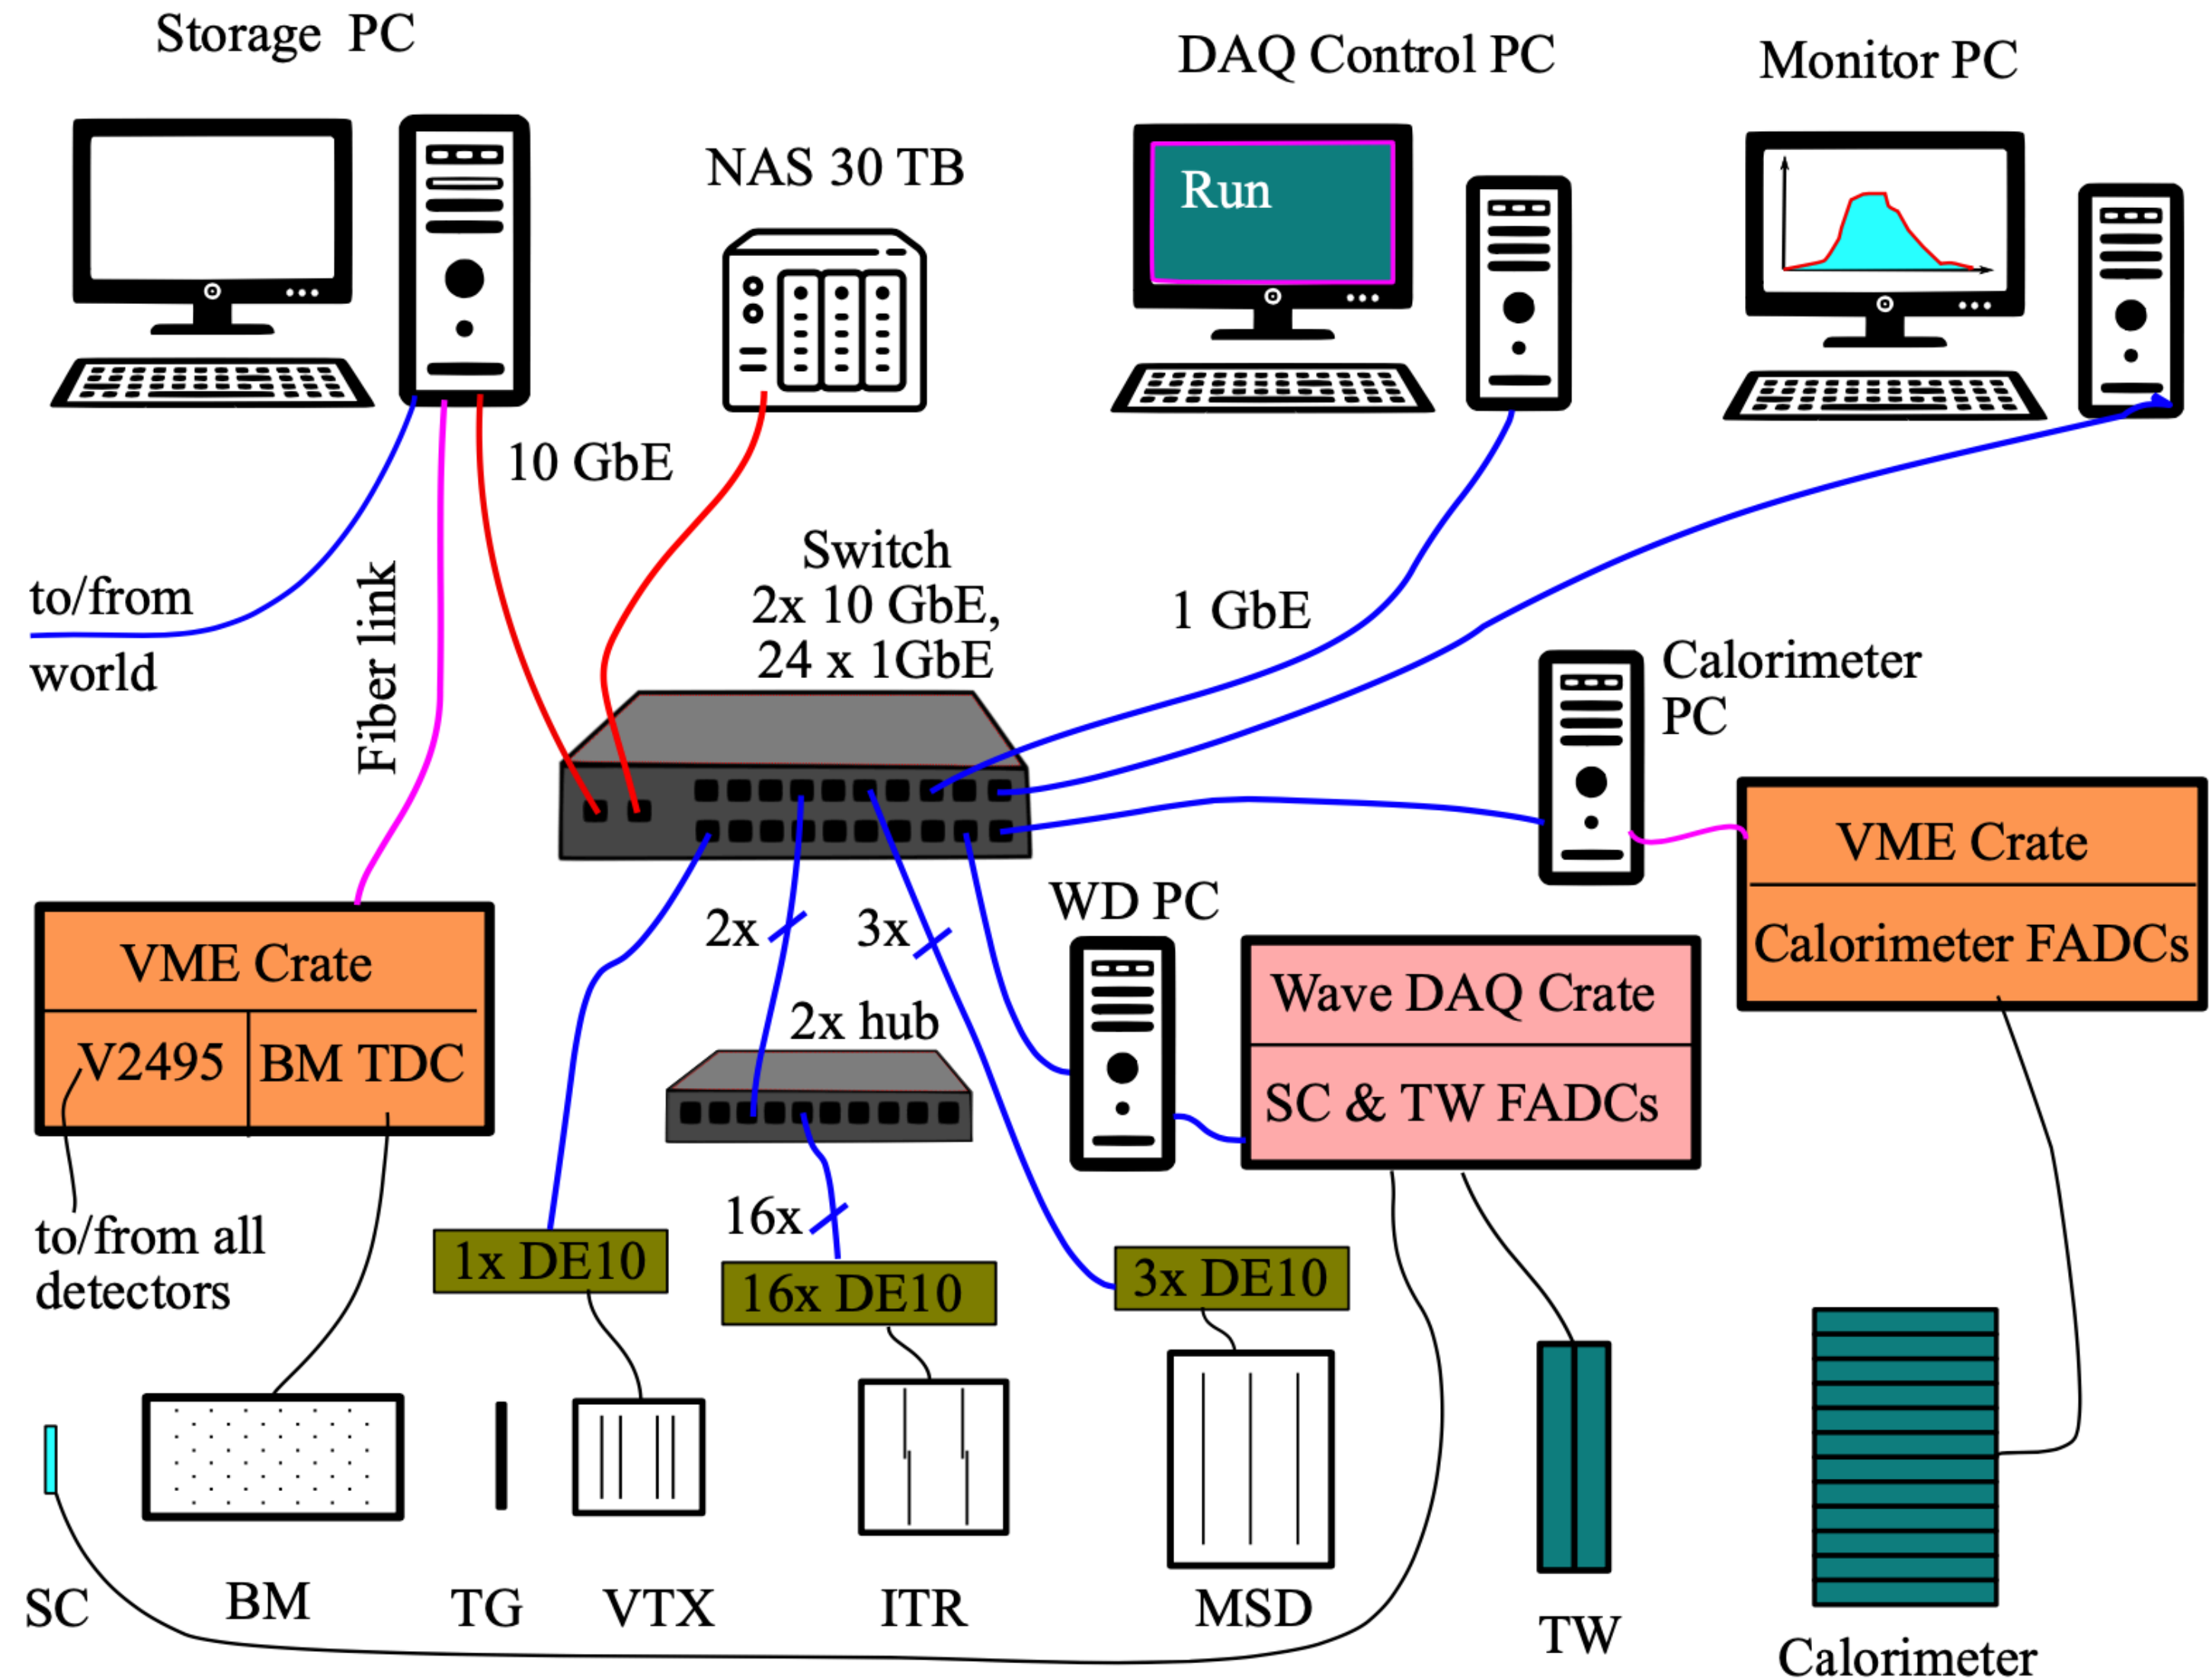 Storage PC
DAQ Control PC
Monitor PC
NAS 30 TB
Run
10 GbE
Switch
2x 10 GbE,
24 x 1GbE
1 GbE
to/from
world
Fiber link
Calorimeter
PC
VME Crate
Calorimeter FADCs
WD PC
2x
3x
VME Crate
V2495
BM TDC
Wave DAQ Crate
SC & TW FADCs
2x hub
16x
to/from all
detectors
1x DE10
16x DE10
3x DE10
SC
BM
TG
VTX
ITR
MSD
TW
Calorimeter